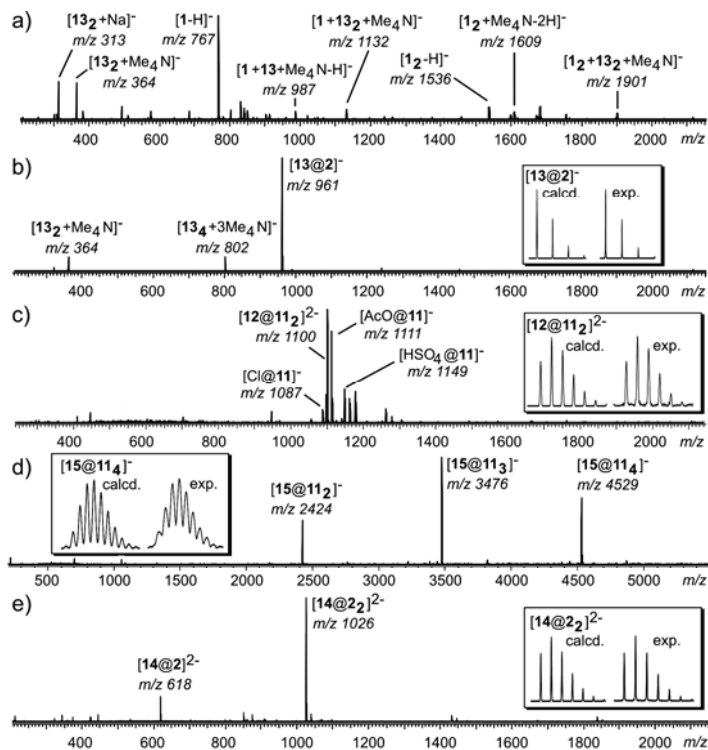 a)
[13₂+Na]⁻
m/z 313
[13₂+Me₄N]⁻
m/z 364
[1-H]⁻
m/z 767
[1+13+Me₄N-H]⁻
m/z 987
[1+13₂+Me₄N]⁻
m/z 1132
[1₂-H]⁻
m/z 1536
[1₂+Me₄N-2H]⁻
m/z 1609
[1₂+13₂+Me₄N]⁻
m/z 1901
400 600 800 1000 1200 1400 1600 1800 2000 m/z
b)
[13₂+Me₄N]⁻
m/z 364
[13₄+3Me₄N]⁻
m/z 802
[13@2]⁻
m/z 961
[13@2]⁻
calcd. exp.
400 600 800 1000 1200 1400 1600 1800 2000 m/z
c)
[12@11₂]²⁻
m/z 1100
[Cl@11]⁻
m/z 1087
[AcO@11]⁻
m/z 1111
[HSO₄@11]⁻
m/z 1149
[12@11₂]²⁻
calcd. exp.
400 600 800 1000 1200 1400 1600 1800 2000 m/z
d)
[15@11₄]⁻
calcd. exp.
[15@11₂]⁻
m/z 2424
[15@11₃]⁻
m/z 3476
[15@11₄]⁻
m/z 4529
500 1000 1500 2000 2500 3000 3500 4000 4500 5000 m/z
e)
[14@2]²⁻
m/z 618
[14@2₂]²⁻
m/z 1026
[14@2₂]²⁻
calcd. exp.
400 600 800 1000 1200 1400 1600 1800 2000 m/z